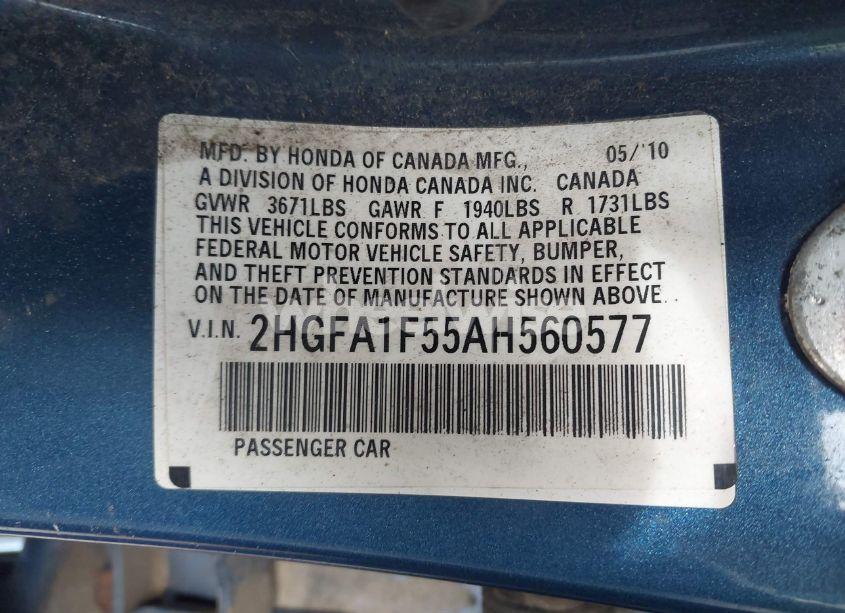 MFD. BY HONDA OF CANADA MFG., 05/'10
A DIVISION OF HONDA CANADA INC. CANADA
GVWR 3671LBS GAWR F 1940LBS R 1731LBS
THIS VEHICLE CONFORMS TO ALL APPLICABLE
FEDERAL MOTOR VEHICLE SAFETY, BUMPER,
AND THEFT PREVENTION STANDARDS IN EFFECT
ON THE DATE OF MANUFACTURE SHOWN ABOVE.
V.I.N. 2HGFA1F55AH560577
PASSENGER CAR